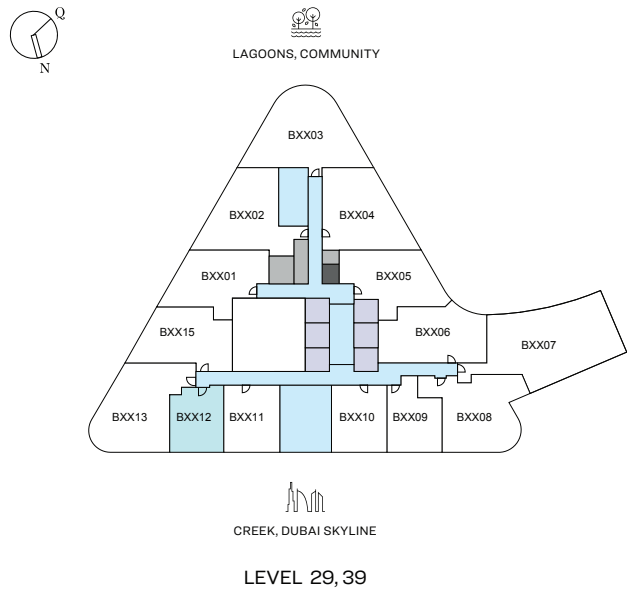 Q
N
LAGOONS, COMMUNITY
BXX03
BXX02 BXX04
BXX01 BXX05
BXX15 BXX06
BXX07
BXX13 BXX12 BXX11 BXX10 BXX09 BXX08
CREEK, DUBAI SKYLINE
LEVEL 29, 39